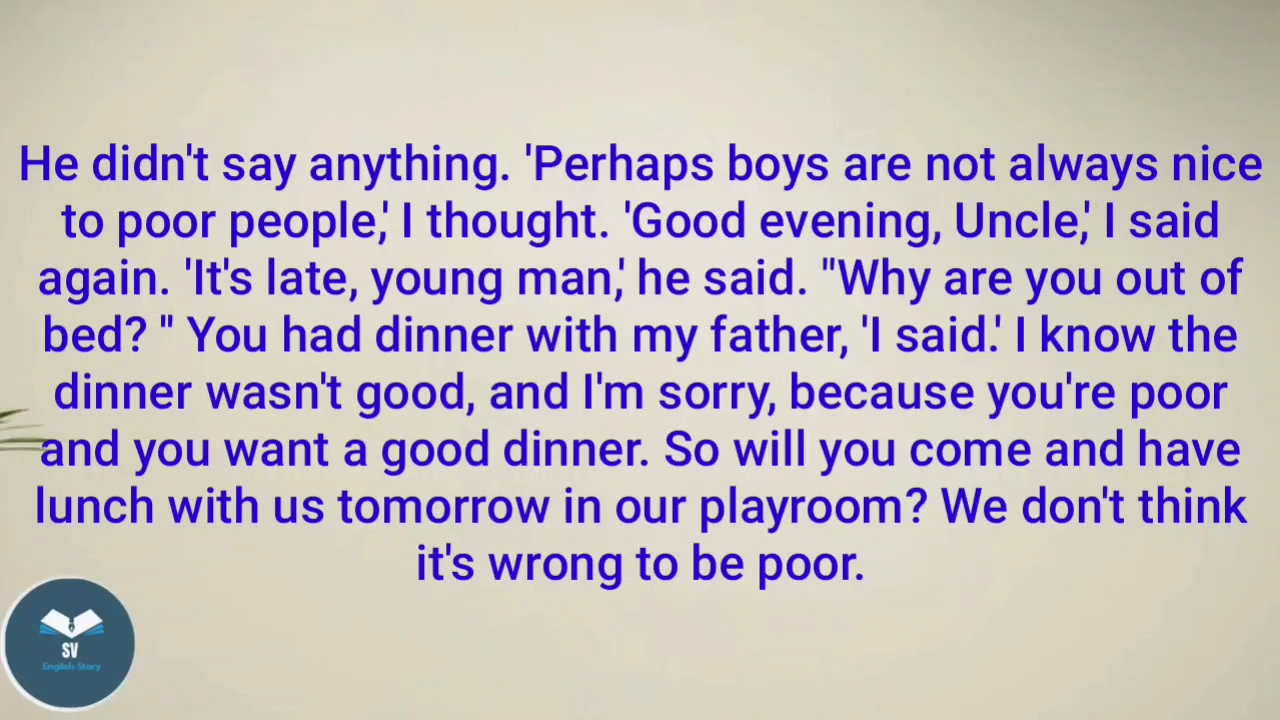 He didn't say anything. 'Perhaps boys are not always nice
to poor people,' I thought. 'Good evening, Uncle,' I said
again. 'It's late, young man,' he said. "Why are you out of
bed? " You had dinner with my father, 'I said.' I know the
dinner wasn't good, and I'm sorry, because you're poor
and you want a good dinner. So will you come and have
lunch with us tomorrow in our playroom? We don't think
it's wrong to be poor.
SV
English Story